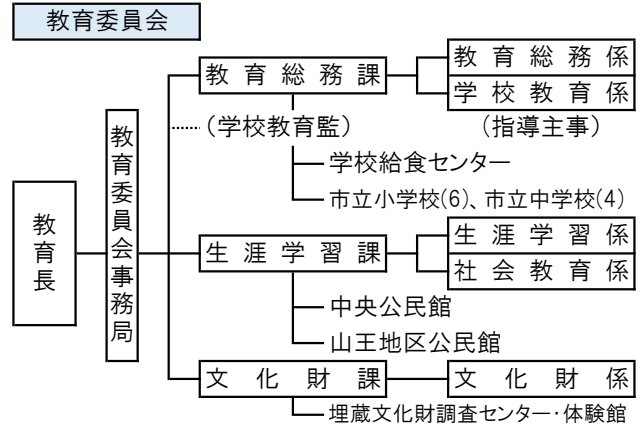 教育委員会
教育長
教育委員会事務局
教育総務課
教育総務係
学校教育係
(学校教育監)
(指導主事)
学校給食センター
市立小学校(6)、市立中学校(4)
生涯学習課
生涯学習係
社会教育係
中央公民館
山王地区公民館
文化財課
文化財係
埋蔵文化財調査センター・体験館